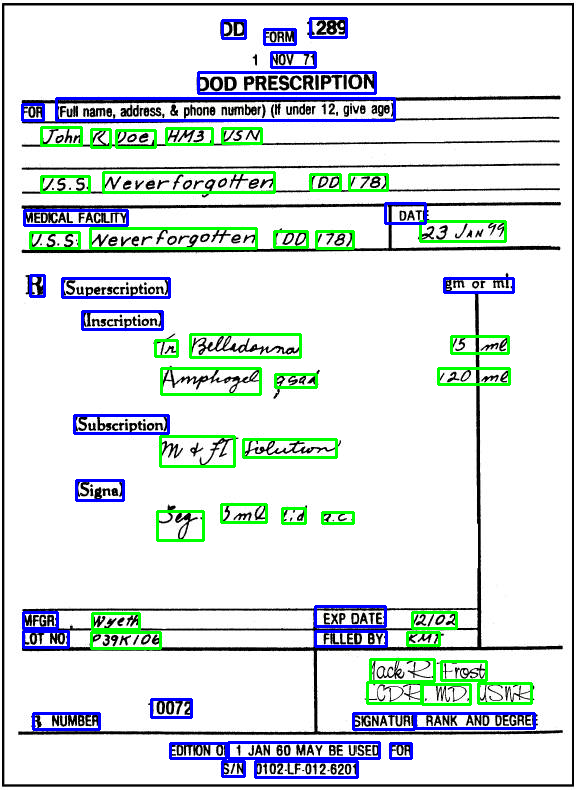 DD FORM 1289
1 NOV 71
DOD PRESCRIPTION
FOR (Full name, address, & phone number) (If under 12, give age)
John R. Doe, HM3, USN
U.S.S. Neverforgotten (DD 178)
MEDICAL FACILITY DATE
U.S.S. Neverforgotten (DD 178) 23 JAN 99
℞ (Superscription) gm or ml.
(Inscription)
Tr Belladonna 15 ml
Amphogel qsad 120 ml
(Subscription)
M & Ft Solution
(Signa)
Sig. 5 ml t.i.d a.c.
MFGR: Wyeth EXP DATE: 12/02
LOT NO: P39K106 FILLED BY: KMT
Jack R. Frost
LCDR, MD, USNR
10072
℞ NUMBER SIGNATURE RANK AND DEGREE
EDITION OF 1 JAN 60 MAY BE USED FOR
S/N 0102-LF-012-6201